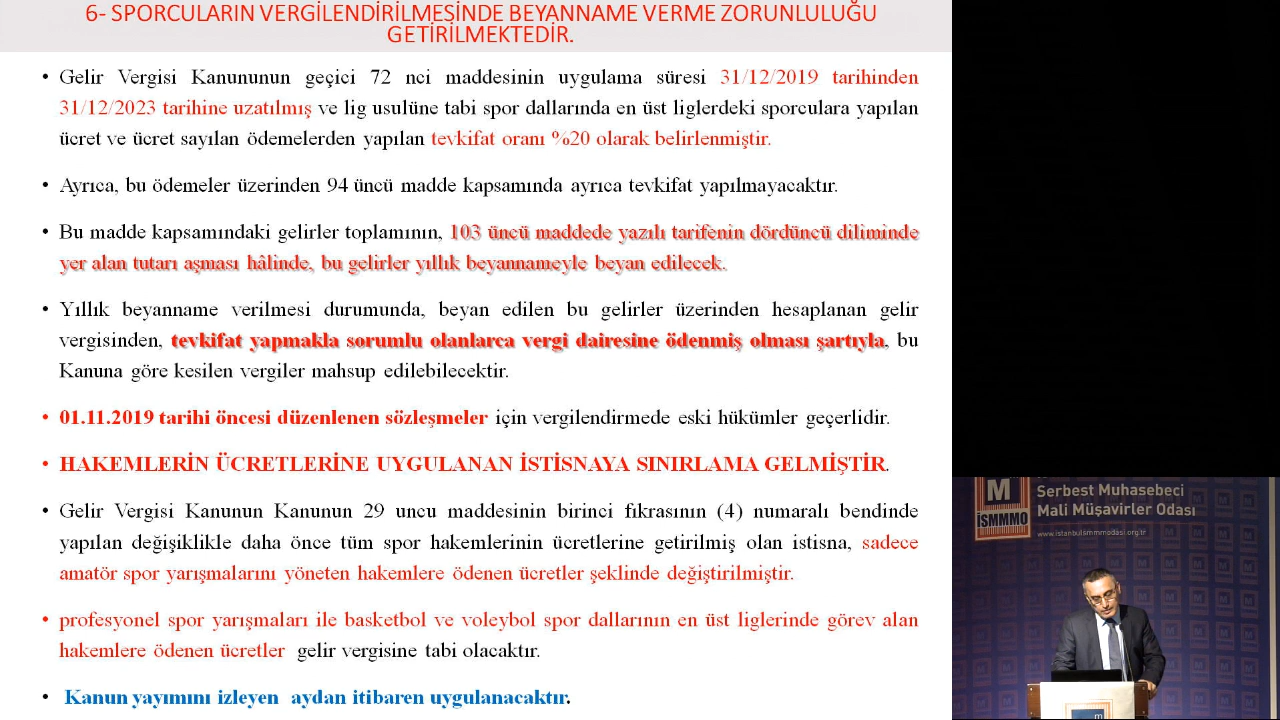 6- SPORCULARIN VERGİLENDİRİLMESİNDE BEYANNAME VERME ZORUNLULUĞU
GETİRİLMEKTEDİR.
• Gelir Vergisi Kanununun geçici 72 nci maddesinin uygulama süresi 31/12/2019 tarihinden
31/12/2023 tarihine uzatılmış ve lig usulüne tabi spor dallarında en üst liglerdeki sporculara yapılan
ücret ve ücret sayılan ödemelerden yapılan tevkifat oranı %20 olarak belirlenmiştir.
• Ayrıca, bu ödemeler üzerinden 94 üncü madde kapsamında ayrıca tevkifat yapılmayacaktır.
• Bu madde kapsamındaki gelirler toplamının, 103 üncü maddede yazılı tarifenin dördüncü diliminde
yer alan tutarı aşması hâlinde, bu gelirler yıllık beyannameyle beyan edilecek.
• Yıllık beyanname verilmesi durumunda, beyan edilen bu gelirler üzerinden hesaplanan gelir
vergisinden, tevkifat yapmakla sorumlu olanlarca vergi dairesine ödenmiş olması şartıyla, bu
Kanuna göre kesilen vergiler mahsup edilebilecektir.
• 01.11.2019 tarihi öncesi düzenlenen sözleşmeler için vergilendirmede eski hükümler geçerlidir.
• HAKEMLERİN ÜCRETLERİNE UYGULANAN İSTİSNAYA SINIRLAMA GELMİŞTİR.
• Gelir Vergisi Kanunun Kanunun 29 uncu maddesinin birinci fıkrasının (4) numaralı bendinde
yapılan değişiklikle daha önce tüm spor hakemlerinin ücretlerine getirilmiş olan istisna, sadece
amatör spor yarışmalarını yöneten hakemlere ödenen ücretler şeklinde değiştirilmiştir.
• profesyonel spor yarışmaları ile basketbol ve voleybol spor dallarının en üst liglerinde görev alan
hakemlere ödenen ücretler gelir vergisine tabi olacaktır.
• Kanun yayımını izleyen aydan itibaren uygulanacaktır.
M
İSMMMO
Serbest Muhasebeci
Mali Müşavirler Odası
www.istanbulsmmmodasi.org.tr